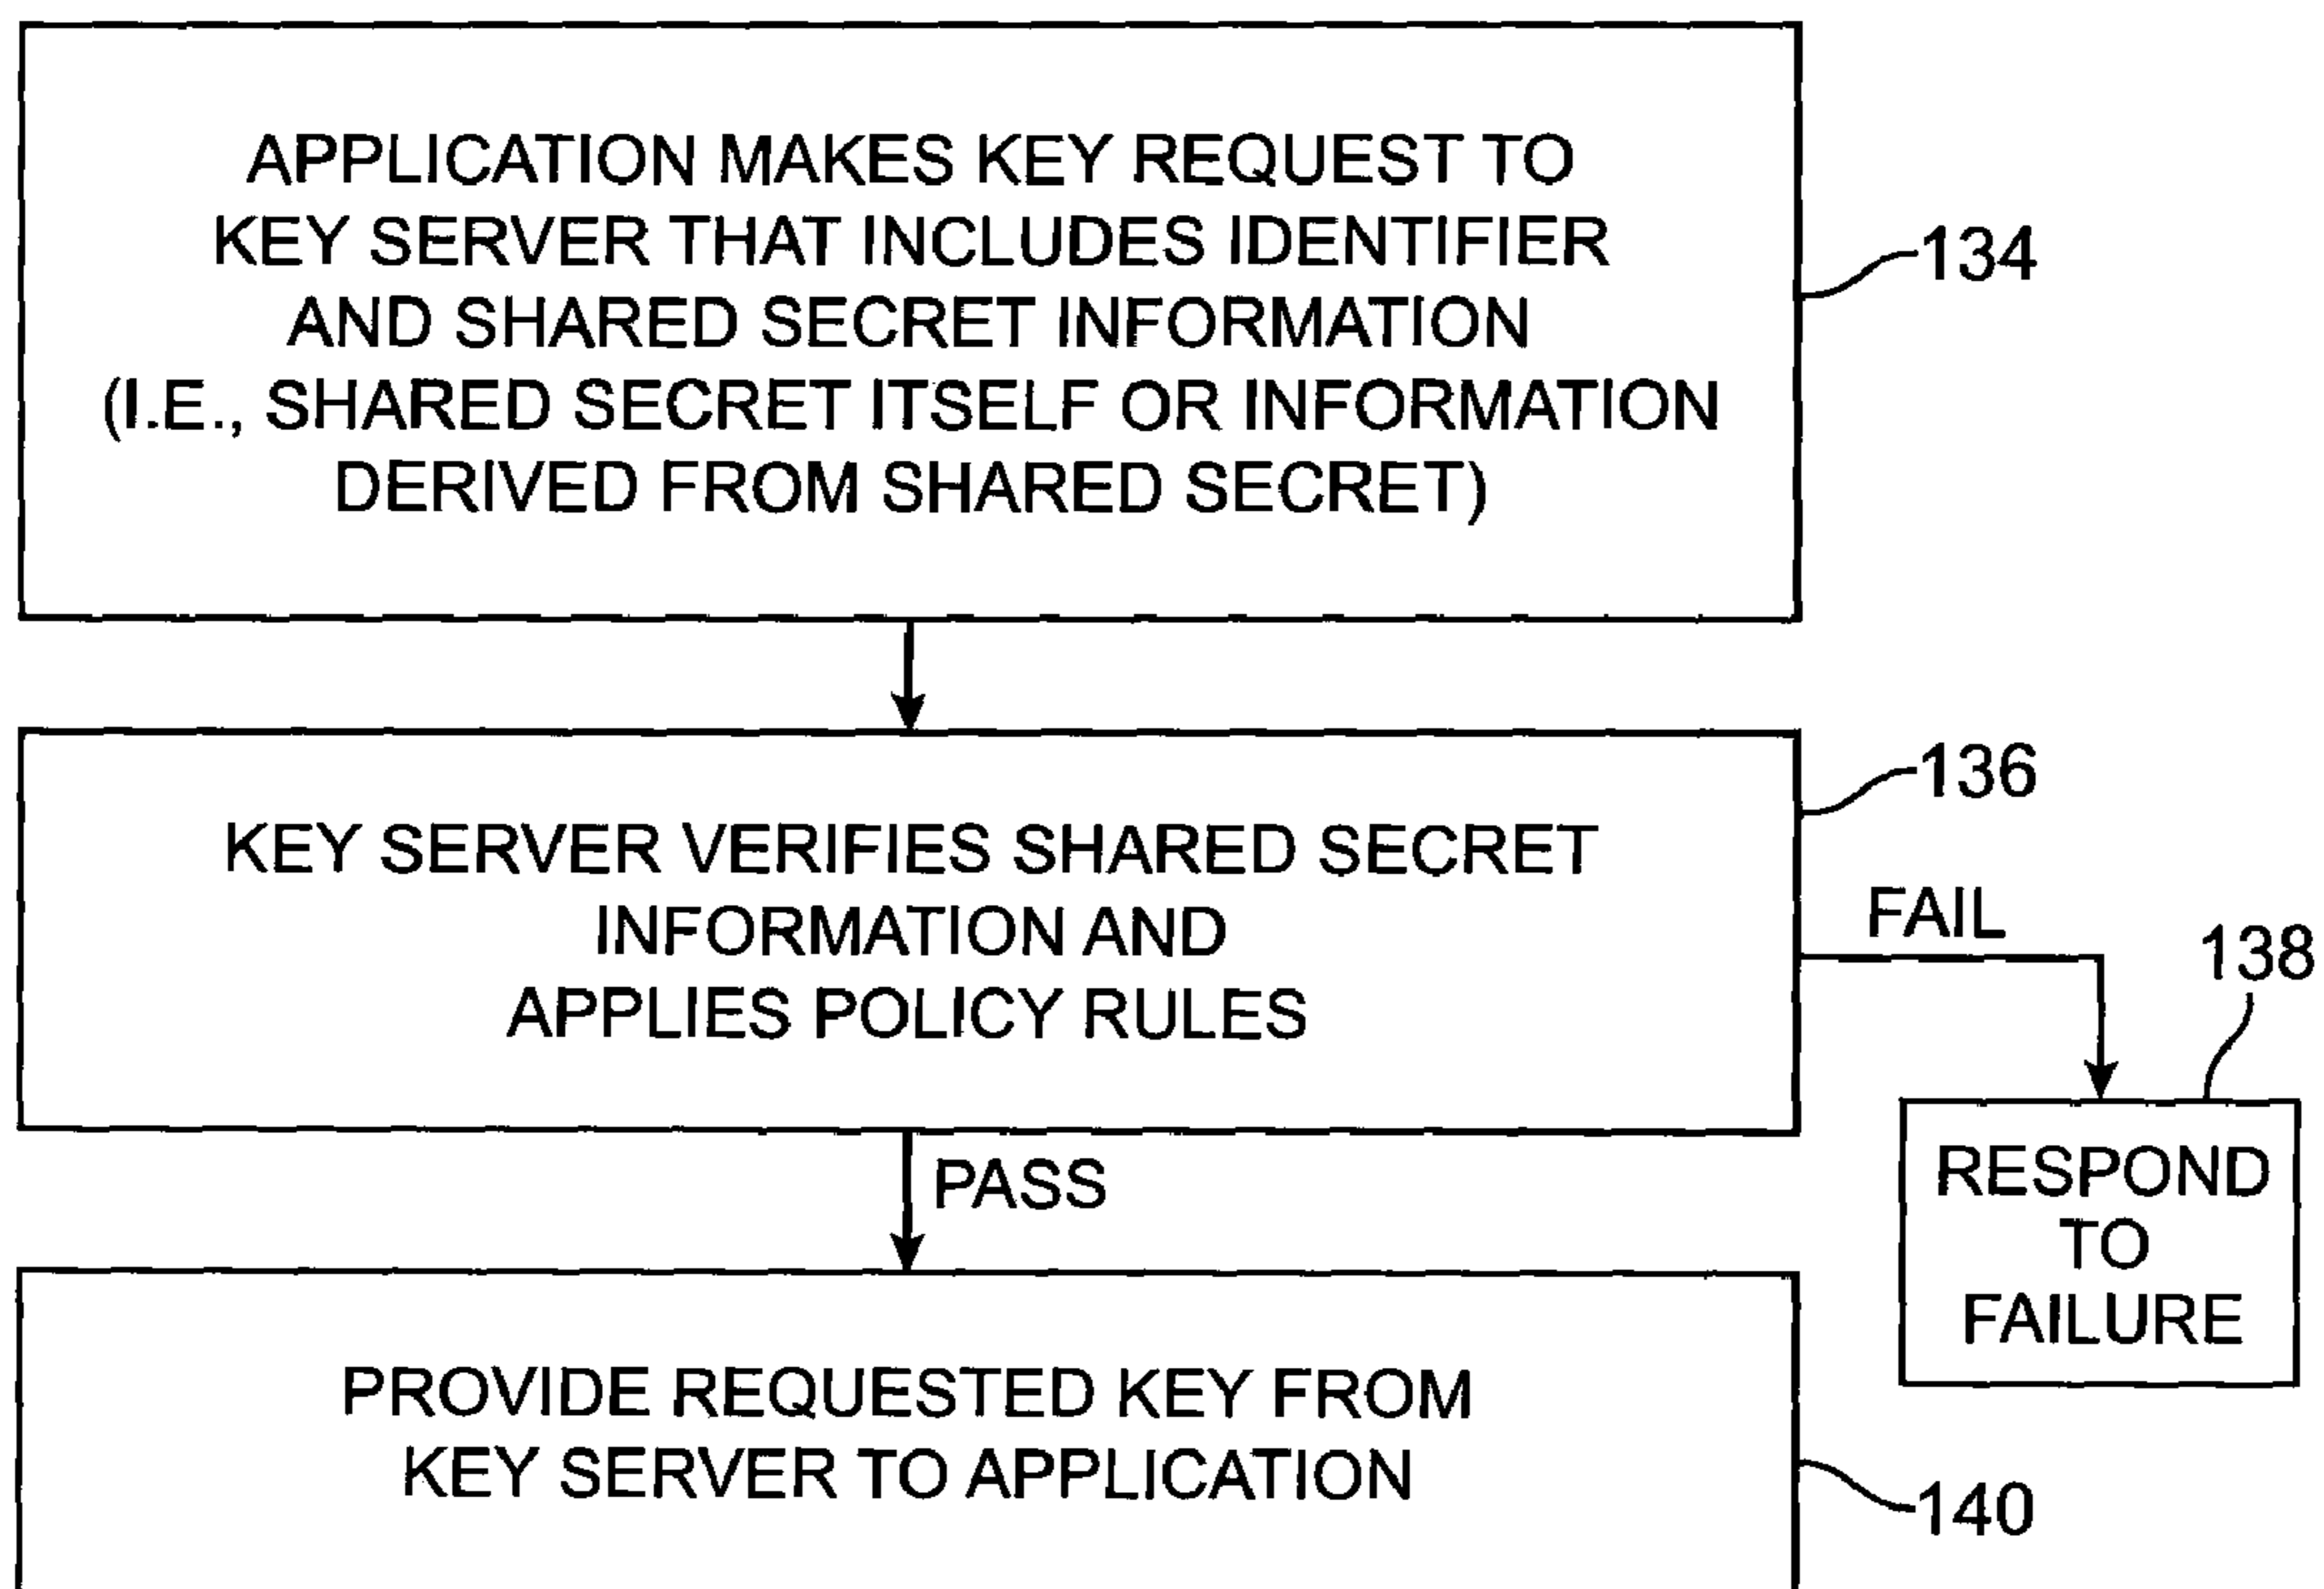 APPLICATION MAKES KEY REQUEST TO
KEY SERVER THAT INCLUDES IDENTIFIER
AND SHARED SECRET INFORMATION
(I.E., SHARED SECRET ITSELF OR INFORMATION
DERIVED FROM SHARED SECRET)
134
KEY SERVER VERIFIES SHARED SECRET
INFORMATION AND
APPLIES POLICY RULES
136
FAIL
138
RESPOND
TO
FAILURE
PASS
PROVIDE REQUESTED KEY FROM
KEY SERVER TO APPLICATION
140